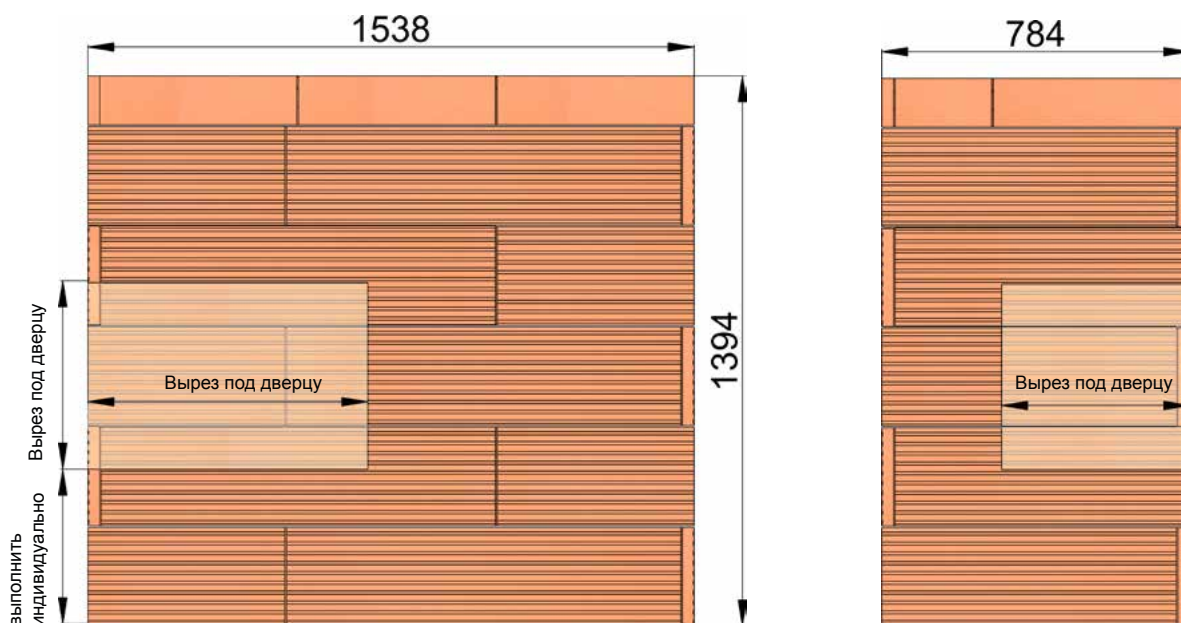 1538
784
Вырез под дверцу
1394
Вырез под дверцу
Вырез под дверцу
выполнить
индивидуально